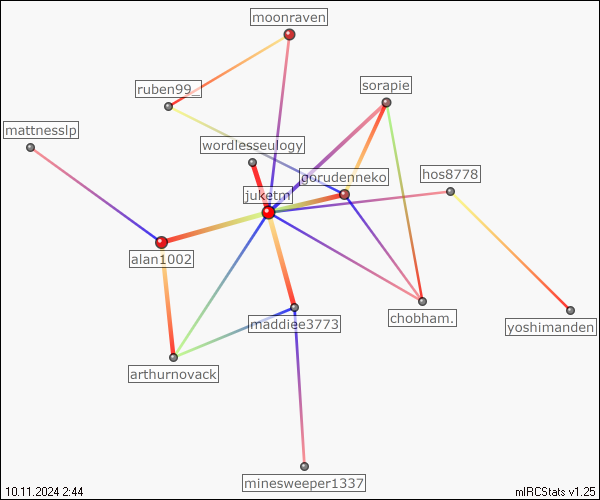 moonraven
sorapie
ruben99_
mattnesslp
wordlesseulogy
gorudenneko
hos8778
juketm
alan1002
chobham.
maddiee3773
yoshimanden
arthurnovack
minesweeper1337
10.11.2024 2:44
mIRCStats v1.25